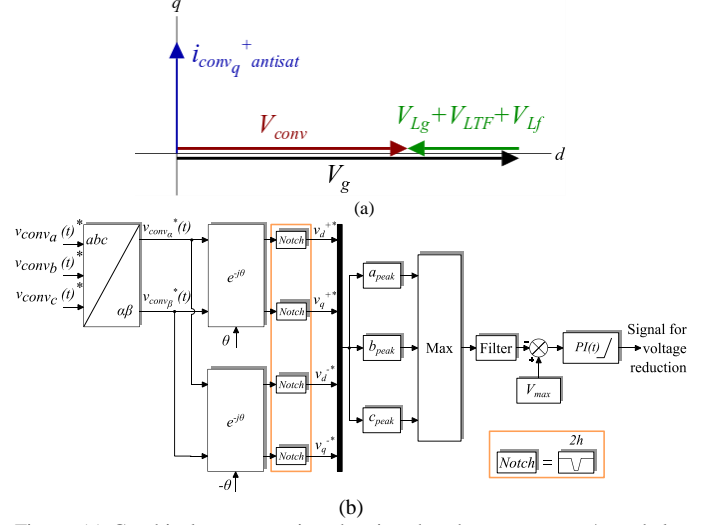 q
i_conv_q^+ antisat
V_Lg+V_LTF+V_Lf
V_conv
d
V_g
(a)
v_conv_a(t)*
v_conv_b(t)*
v_conv_c(t)*
abc
αβ
v_conv_α*(t)
v_conv_β*(t)
e^-jθ
θ
e^-jθ
-θ
Notch
Notch
Notch
Notch
v_d^+*
v_q^+*
v_d^-*
v_q^-*
a_peak
b_peak
c_peak
Max
Filter
-
+
V_max
PI(t)
Signal for
voltage
reduction
2h
Notch =
(b)